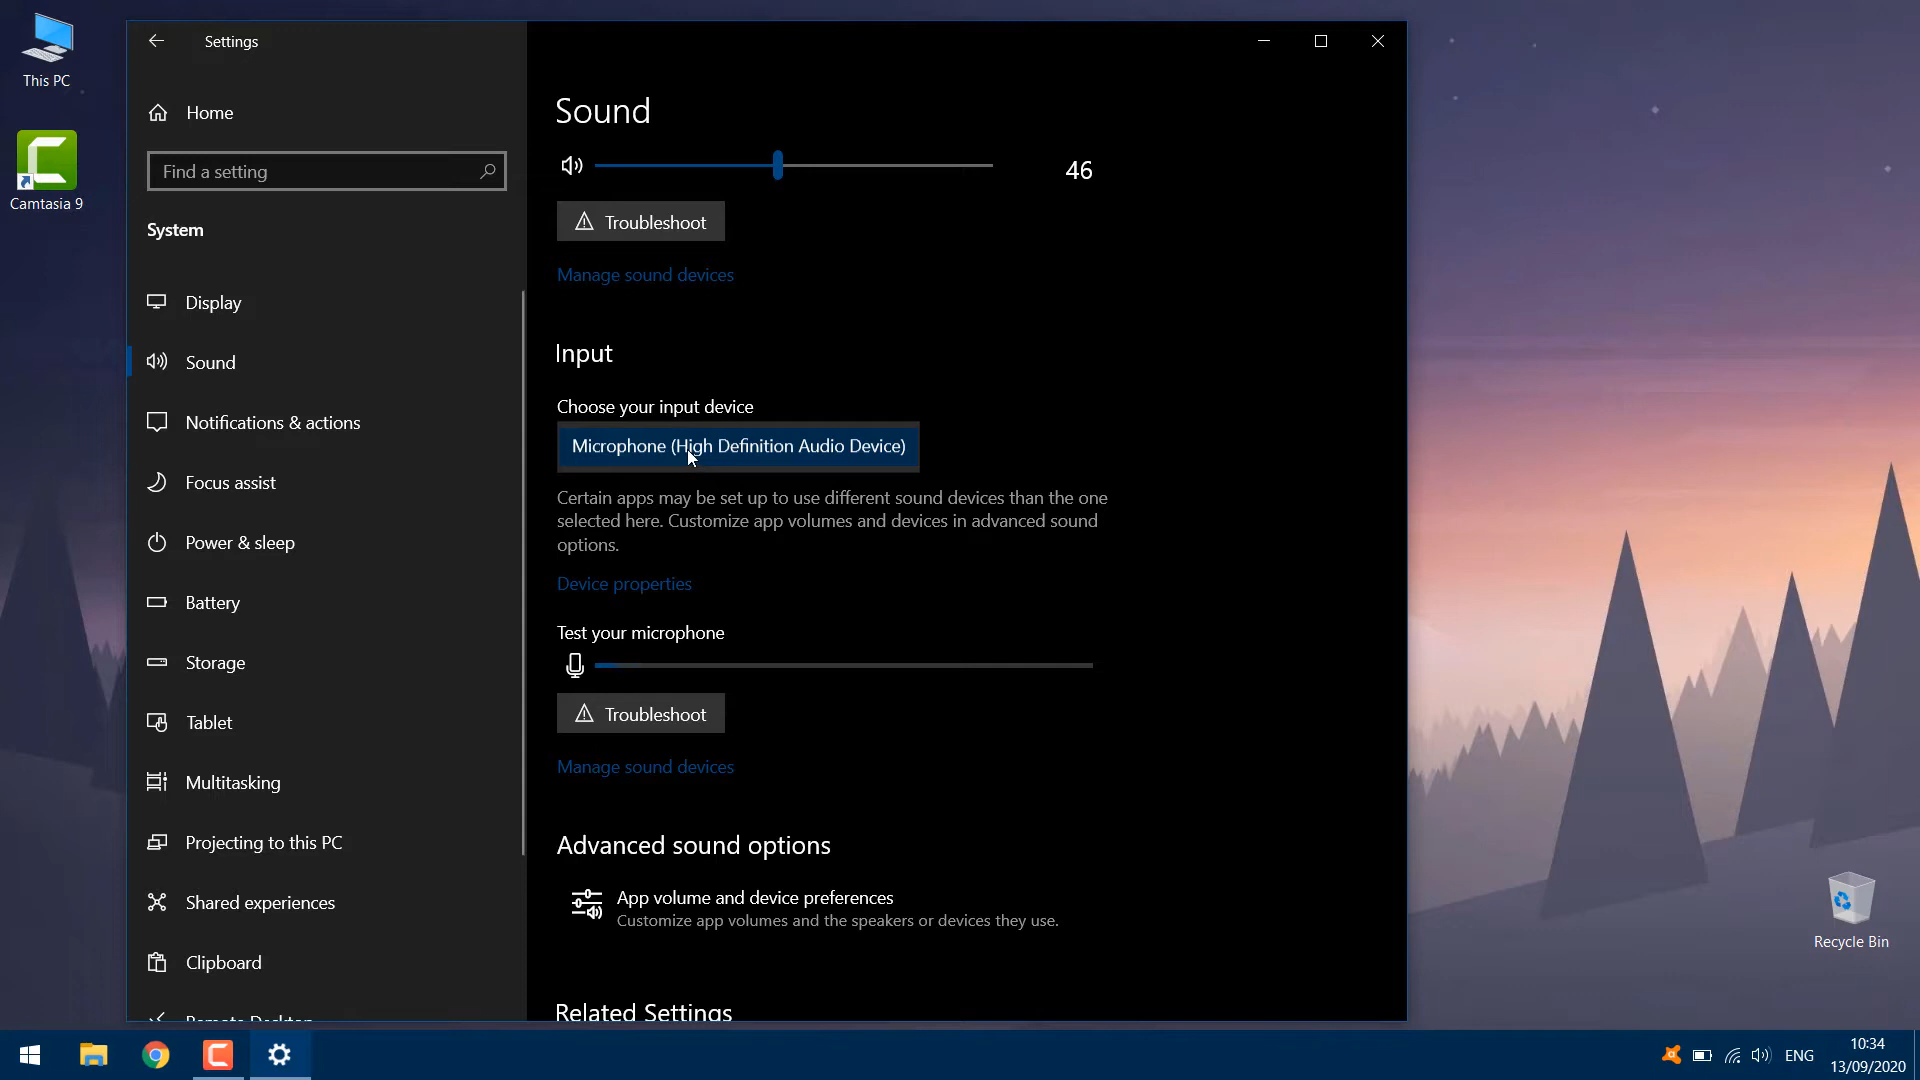 This PC
Camtasia 9
Settings
Home
Find a setting
System
Display
Sound
Notifications & actions
Focus assist
Power & sleep
Battery
Storage
Tablet
Multitasking
Projecting to this PC
Shared experiences
Clipboard
Remote Desktop
Sound
46
Troubleshoot
Manage sound devices
Input
Choose your input device
Microphone (High Definition Audio Device)
Certain apps may be set up to use different sound devices than the one
selected here. Customize app volumes and devices in advanced sound
options.
Device properties
Test your microphone
Troubleshoot
Manage sound devices
Advanced sound options
App volume and device preferences
Customize app volumes and the speakers or devices they use.
Related Settings
Recycle Bin
ENG
10:34
13/09/2020